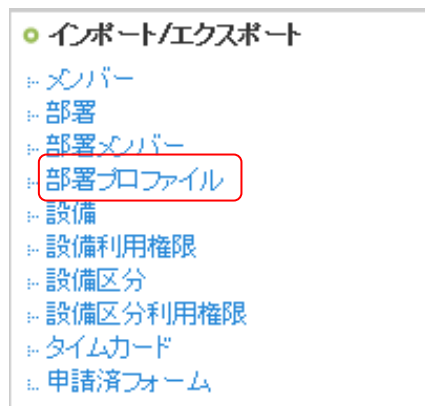 インポート/エクスポート
メンバー
部署
部署メンバー
部署プロファイル
設備
設備利用権限
設備区分
設備区分利用権限
タイムカード
申請済フォーム